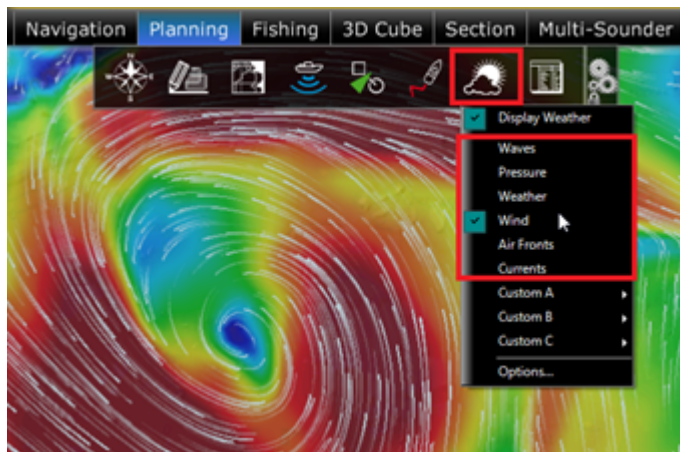 Navigation Planning Fishing 3D Cube Section Multi-Sounder
Display Weather
Waves
Pressure
Weather
Wind
Air Fronts
Currents
Custom A
Custom B
Custom C
Options...